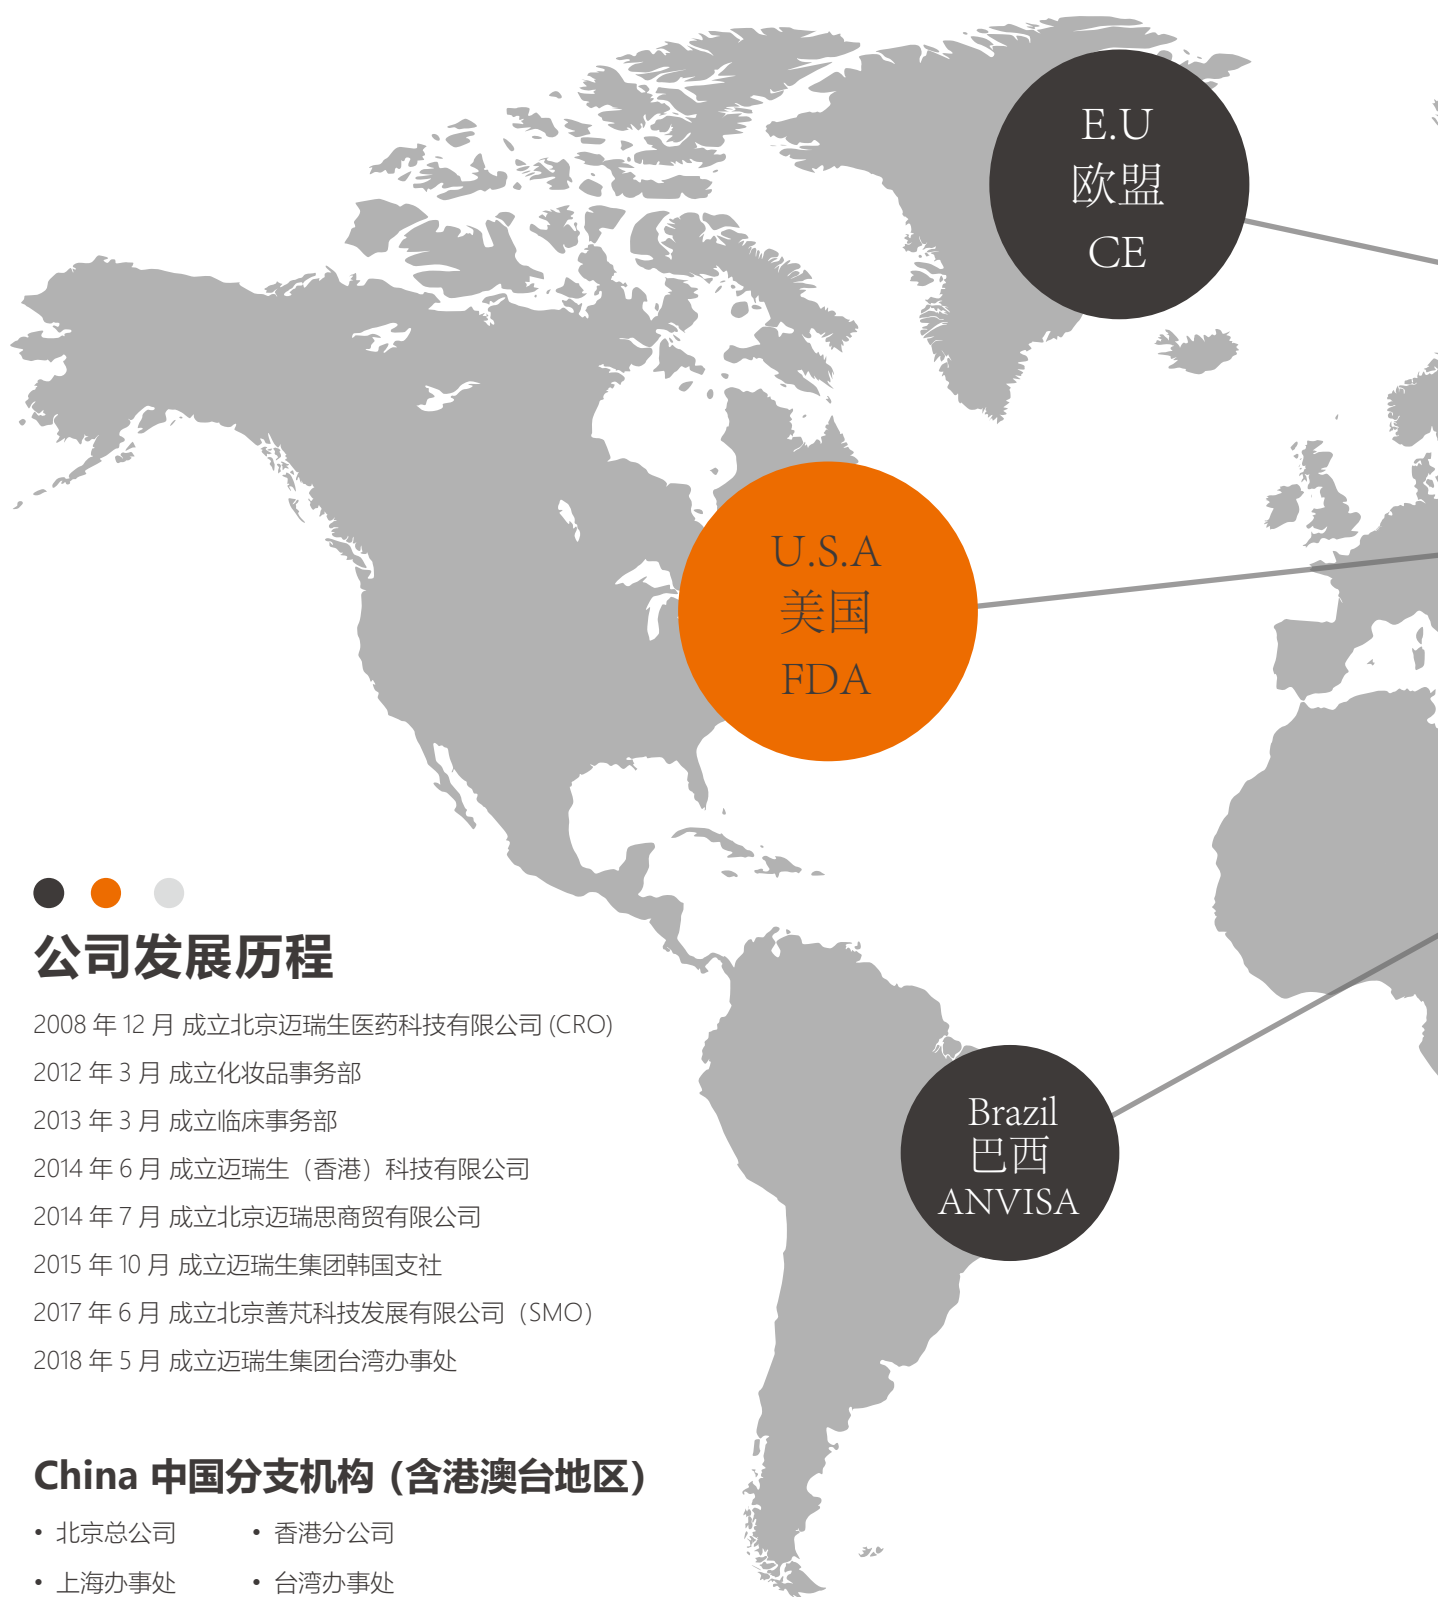 E.U
欧盟
CE
U.S.A
美国
FDA
Brazil
巴西
ANVISA
公司发展历程
2008 年 12 月 成立北京迈瑞生医药科技有限公司 (CRO)
2012 年 3 月 成立化妆品事务部
2013 年 3 月 成立临床事务部
2014 年 6 月 成立迈瑞生（香港）科技有限公司
2014 年 7 月 成立北京迈瑞思商贸有限公司
2015 年 10 月 成立迈瑞生集团韩国支社
2017 年 6 月 成立北京善芃科技发展有限公司（SMO）
2018 年 5 月 成立迈瑞生集团台湾办事处
China 中国分支机构（含港澳台地区）
• 北京总公司 • 香港分公司
• 上海办事处 • 台湾办事处